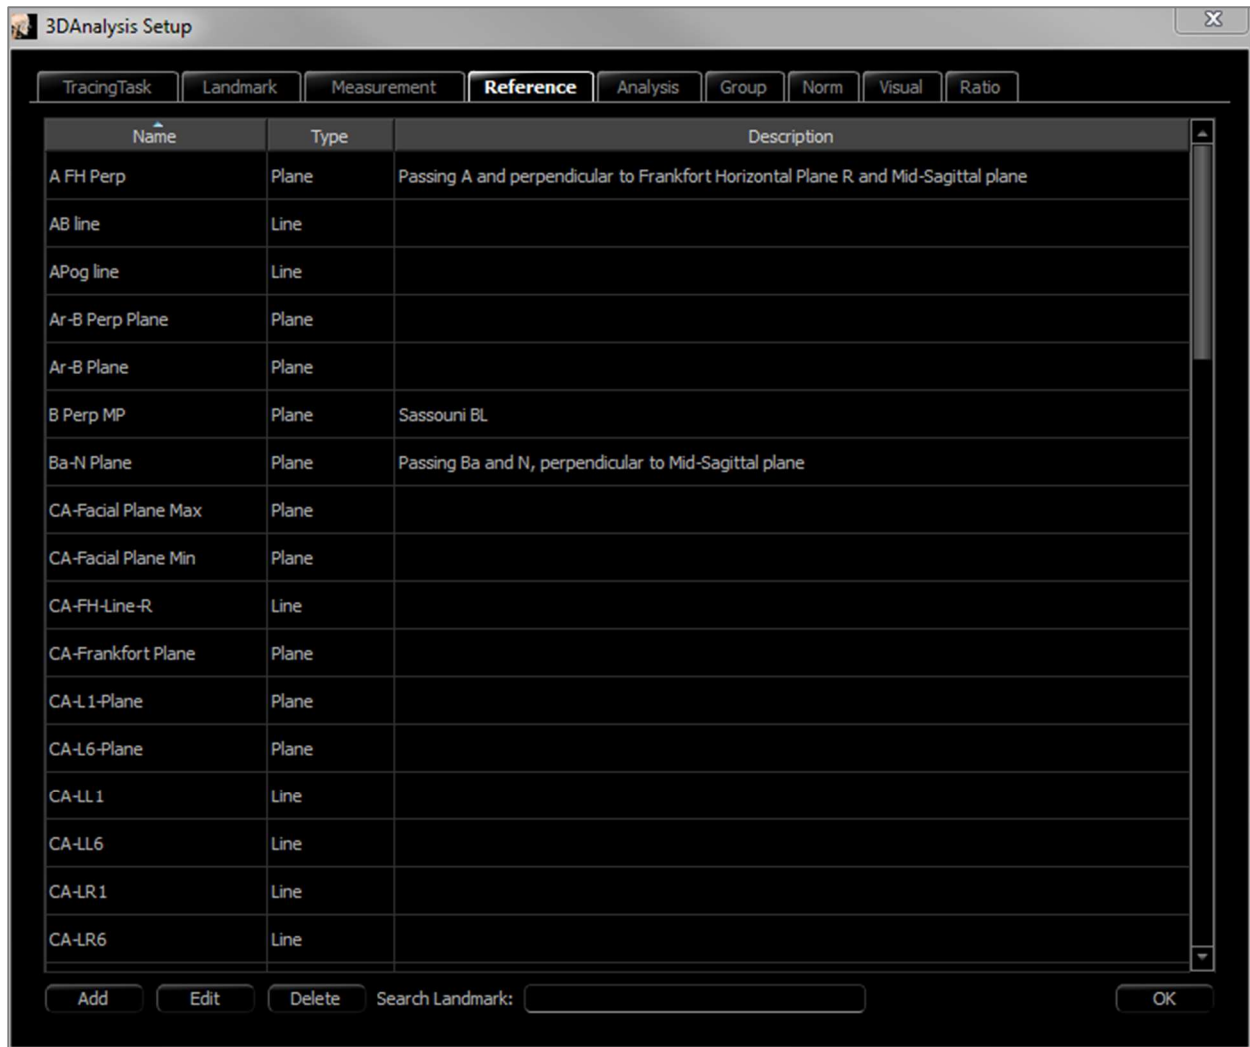 3DAnalysis Setup
TracingTask Landmark Measurement Reference Analysis Group Norm Visual Ratio
Name Type Description
A FH Perp Plane Passing A and perpendicular to Frankfort Horizontal Plane R and Mid-Sagittal plane
AB line Line
APog line Line
Ar-B Perp Plane Plane
Ar-B Plane Plane
B Perp MP Plane Sassouni BL
Ba-N Plane Plane Passing Ba and N, perpendicular to Mid-Sagittal plane
CA-Facial Plane Max Plane
CA-Facial Plane Min Plane
CA-FH-Line-R Line
CA-Frankfort Plane Plane
CA-L1-Plane Plane
CA-L6-Plane Plane
CA-LL1 Line
CA-LL6 Line
CA-LR1 Line
CA-LR6 Line
Add Edit Delete Search Landmark: OK